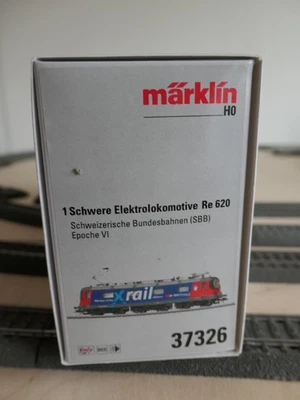 märklin
H0
1 Schwere Elektrolokomotive Re 620
Schweizerische Bundesbahnen (SBB)
Epoche VI
xrail
37326